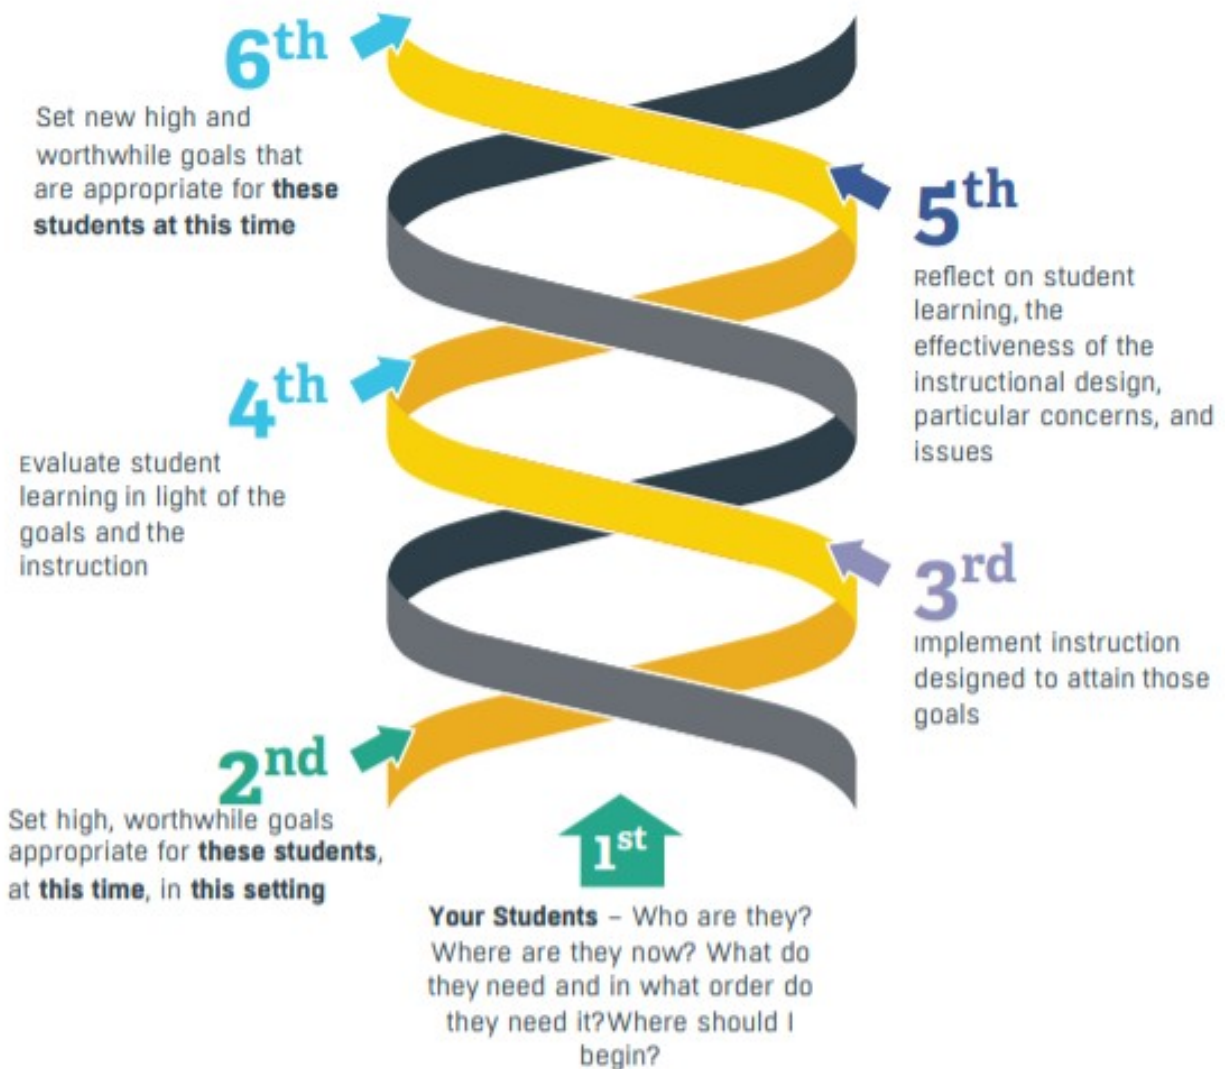 6th
Set new high and
worthwhile goals that
are appropriate for these
students at this time
5th
Reflect on student
learning, the
effectiveness of the
instructional design,
particular concerns, and
issues
4th
Evaluate student
learning in light of the
goals and the
instruction
3rd
Implement instruction
designed to attain those
goals
2nd
Set high, worthwhile goals
appropriate for these students,
at this time, in this setting
1st
Your Students – Who are they?
Where are they now? What do
they need and in what order do
they need it?Where should I
begin?